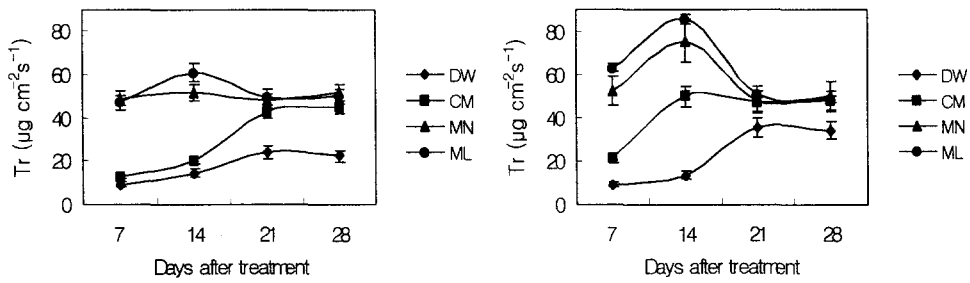 80
60
40
20
0
Tr (µg cm⁻²s⁻¹)
7 14 21 28
Days after treatment
DW
CM
MN
ML
80
60
40
20
0
Tr (µg cm⁻²s⁻¹)
7 14 21 28
Days after treatment
DW
CM
MN
ML